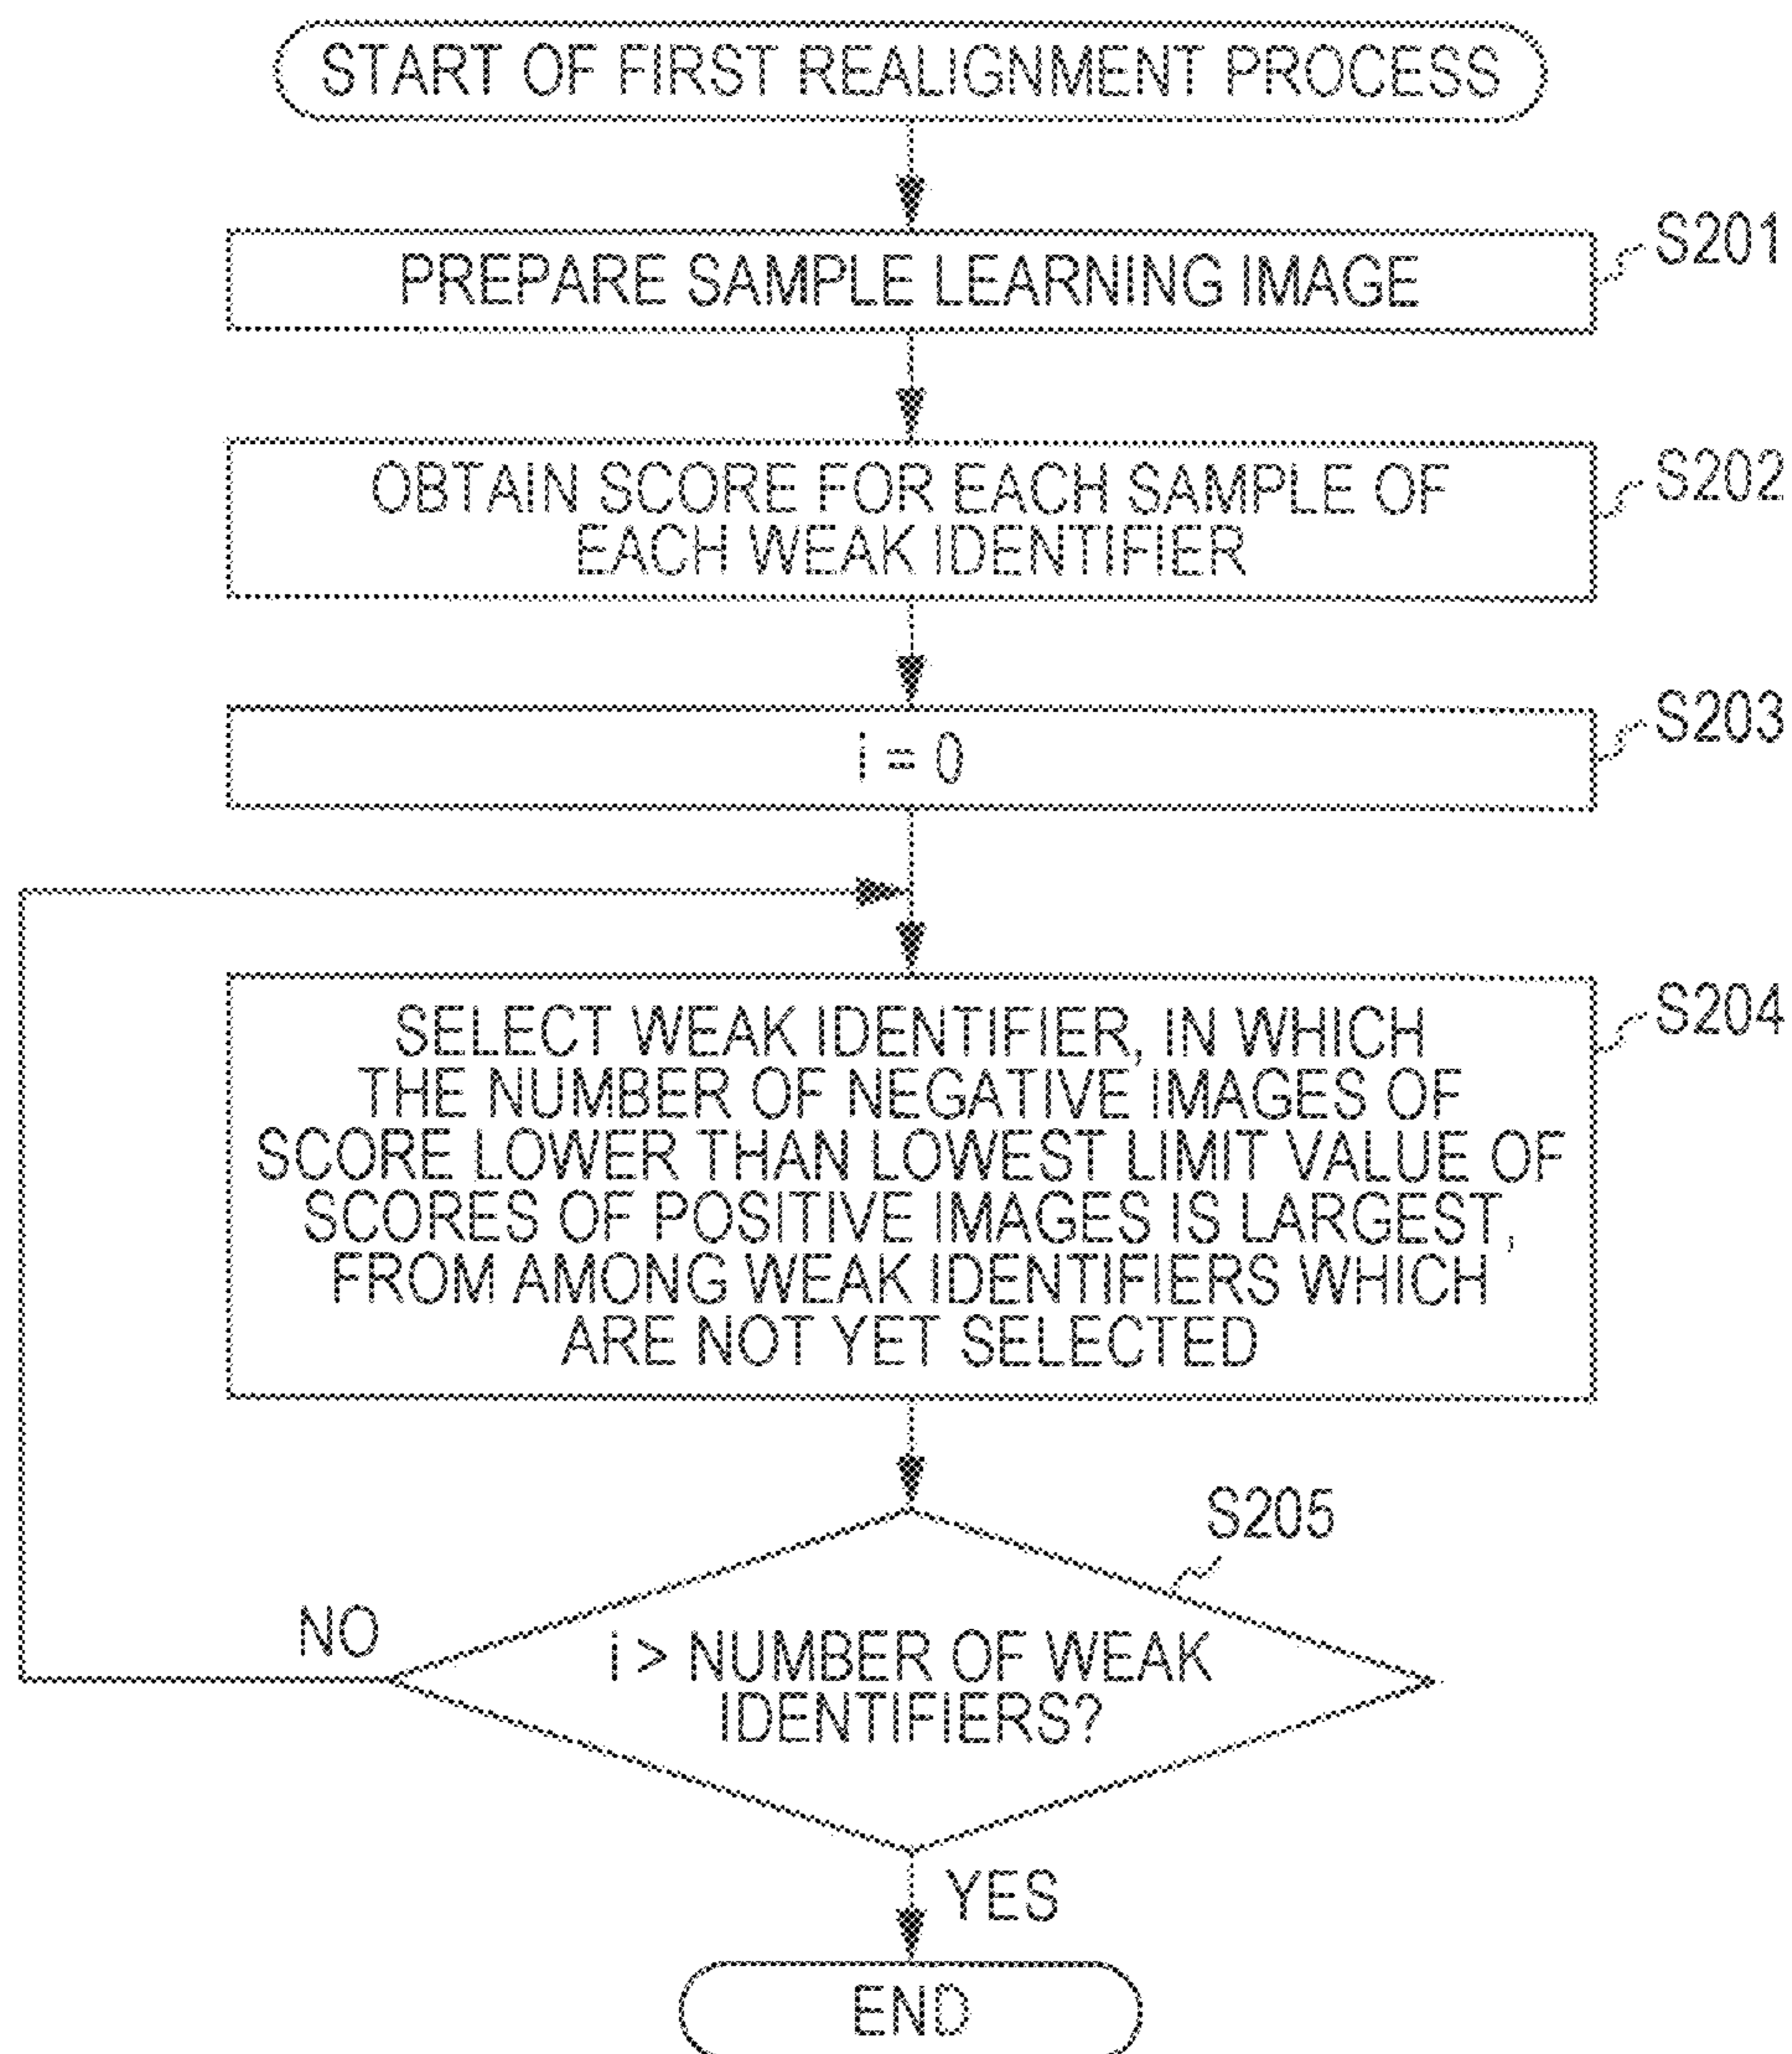 START OF FIRST REALIGNMENT PROCESS
S201
PREPARE SAMPLE LEARNING IMAGE
S202
OBTAIN SCORE FOR EACH SAMPLE OF
EACH WEAK IDENTIFIER
S203
i = 0
S204
SELECT WEAK IDENTIFIER, IN WHICH
THE NUMBER OF NEGATIVE IMAGES OF
SCORE LOWER THAN LOWEST LIMIT VALUE OF
SCORES OF POSITIVE IMAGES IS LARGEST,
FROM AMONG WEAK IDENTIFIERS WHICH
ARE NOT YET SELECTED
S205
NO
i > NUMBER OF WEAK
IDENTIFIERS?
YES
END